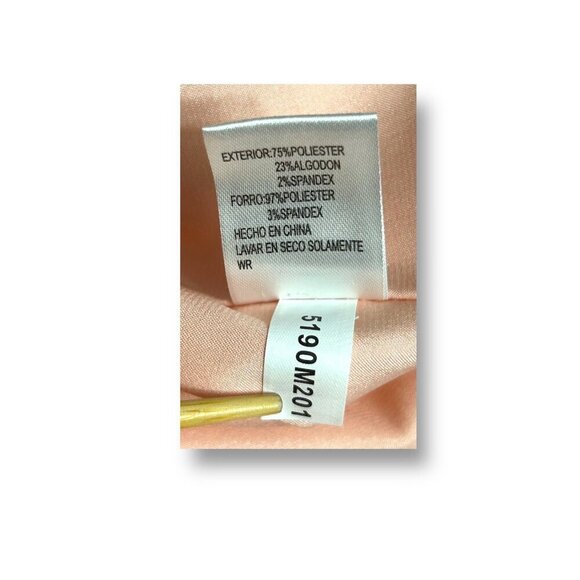 EXTERIOR:75%POLIESTER
23%ALGODON
2%SPANDEX
FORRO:97%POLIESTER
3%SPANDEX
HECHO EN CHINA
LAVAR EN SECO SOLAMENTE
WR
5190M201